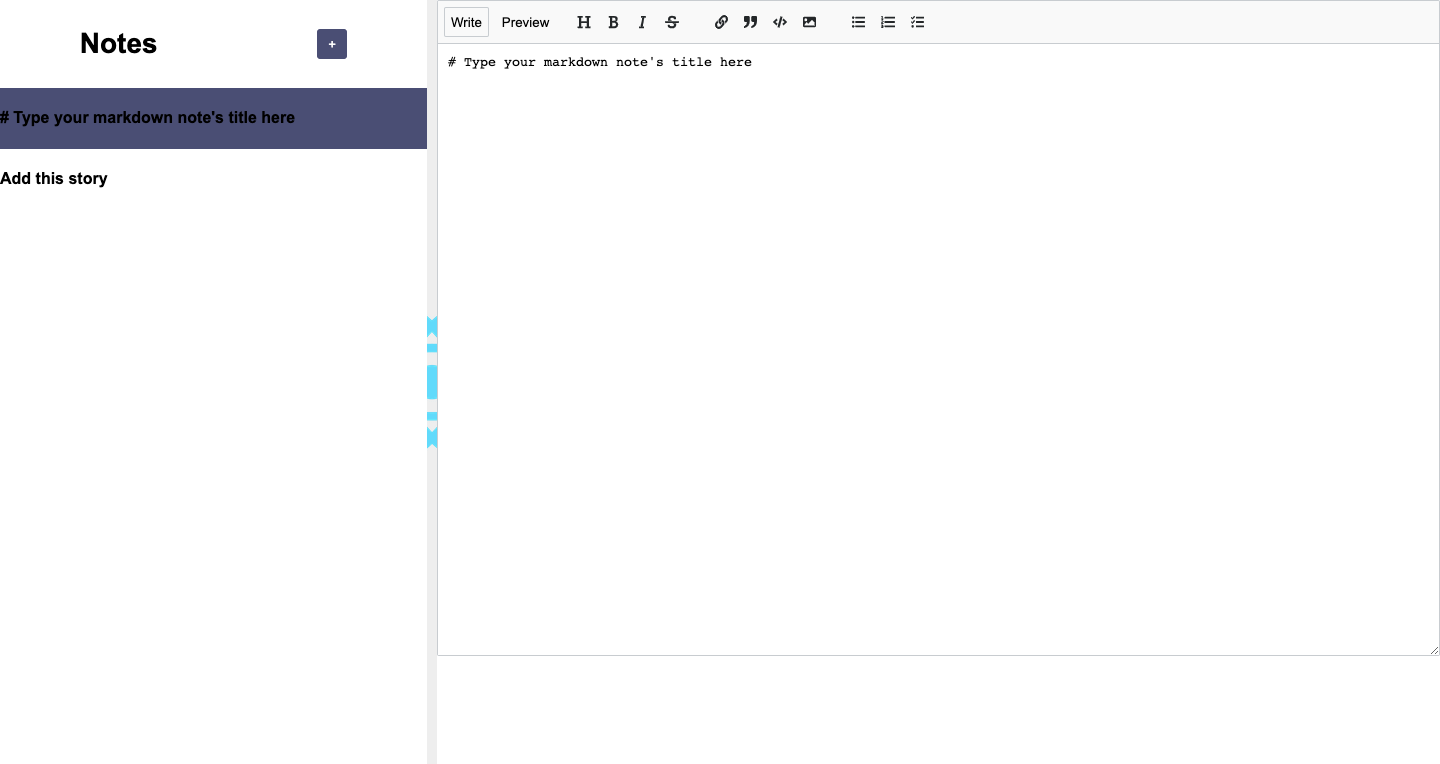 Notes
+
# Type your markdown note's title here
Add this story
Write Preview H B I S
# Type your markdown note's title here